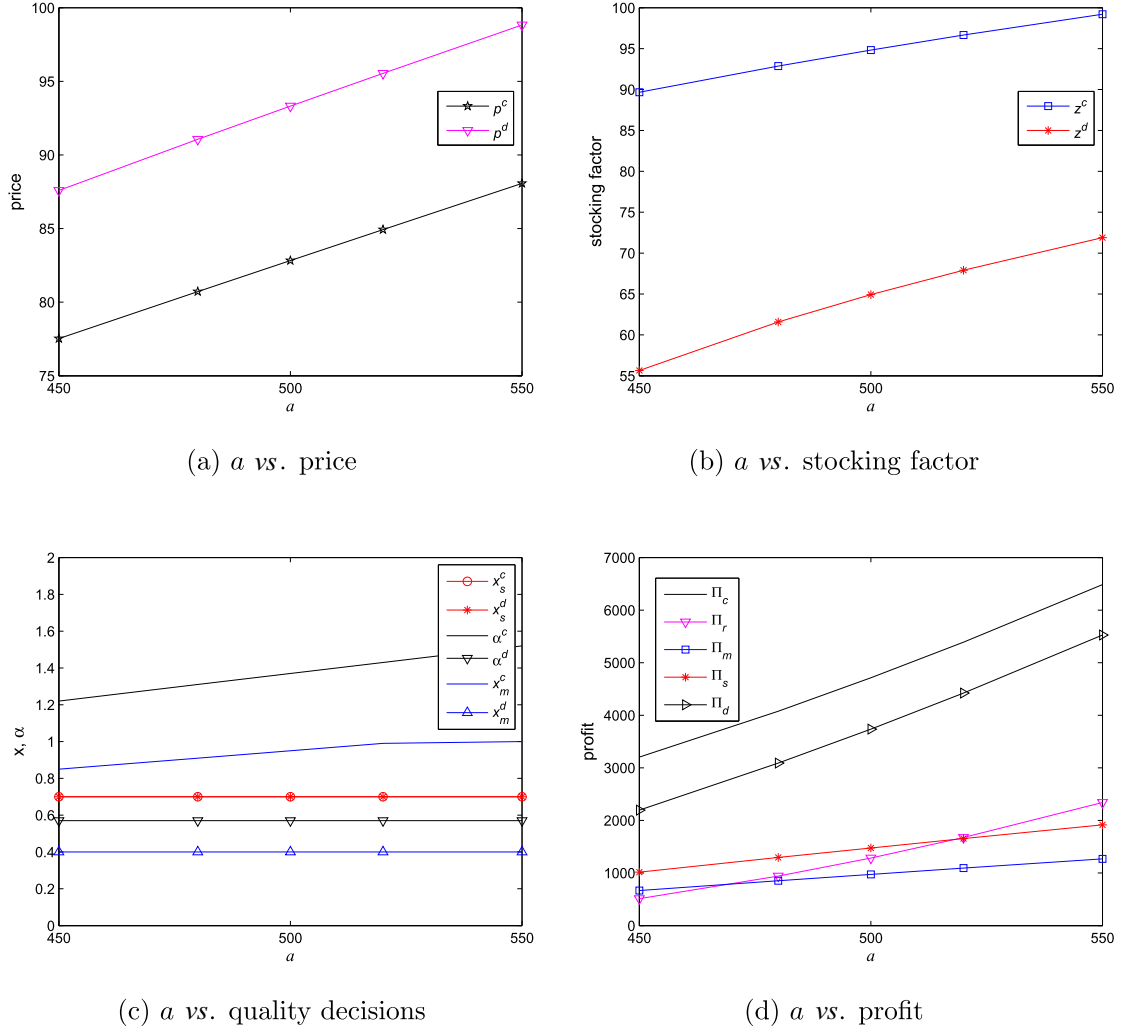 100
95
90
85
80
75
450
500
550
price
a
p^c
p^d
(a) a vs. price
100
95
90
85
80
75
70
65
60
55
450
500
550
stocking factor
a
z^c
z^d
(b) a vs. stocking factor
2
1.8
1.6
1.4
1.2
1
0.8
0.6
0.4
0.2
0
450
500
550
x, α
a
x_s^c
x_s^d
α^c
α^d
x_m^c
x_m^d
(c) a vs. quality decisions
7000
6000
5000
4000
3000
2000
1000
0
450
500
550
profit
a
Π_c
Π_r
Π_m
Π_s
Π_d
(d) a vs. profit